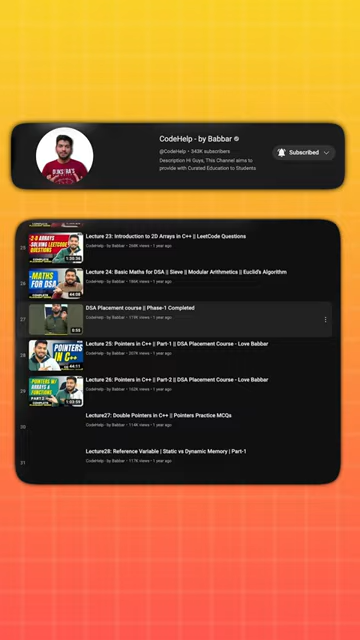 CodeHelp - by Babbar
@CodeHelp • 343K subscribers
Description Hi Guys, This Channel aims to
provide with Curated Education to Students
Subscribed
25
2-D ARRAYS
SOLVING LEETCODE
QUESTIONS
1:20:36
Lecture 23: Introduction to 2D Arrays in C++ || LeetCode Questions
CodeHelp - by Babbar • 268K views • 1 year ago
26
MATHS
FOR DSA
44:08
Lecture 24: Basic Maths for DSA || Sieve || Modular Arithmetics || Euclid's Algorithm
CodeHelp - by Babbar • 186K views • 1 year ago
27
DSA Placement course || Phase-1 Completed
CodeHelp - by Babbar • 119K views • 1 year ago
28
POINTERS
IN C++
44:11
Lecture 25: Pointers in C++ || Part-1 || DSA Placement Course - Love Babbar
CodeHelp - by Babbar • 207K views • 1 year ago
29
POINTERS W/
ARRAYS &
FUNCTIONS
PART-2
1:03:39
Lecture 26: Pointers in C++ || Part-2 || DSA Placement Course - Love Babbar
CodeHelp - by Babbar • 162K views • 1 year ago
30
Lecture27: Double Pointers in C++ || Pointers Practice MCQs
CodeHelp - by Babbar • 114K views • 1 year ago
31
Lecture28: Reference Variable | Static vs Dynamic Memory | Part-1
CodeHelp - by Babbar • 117K views • 1 year ago